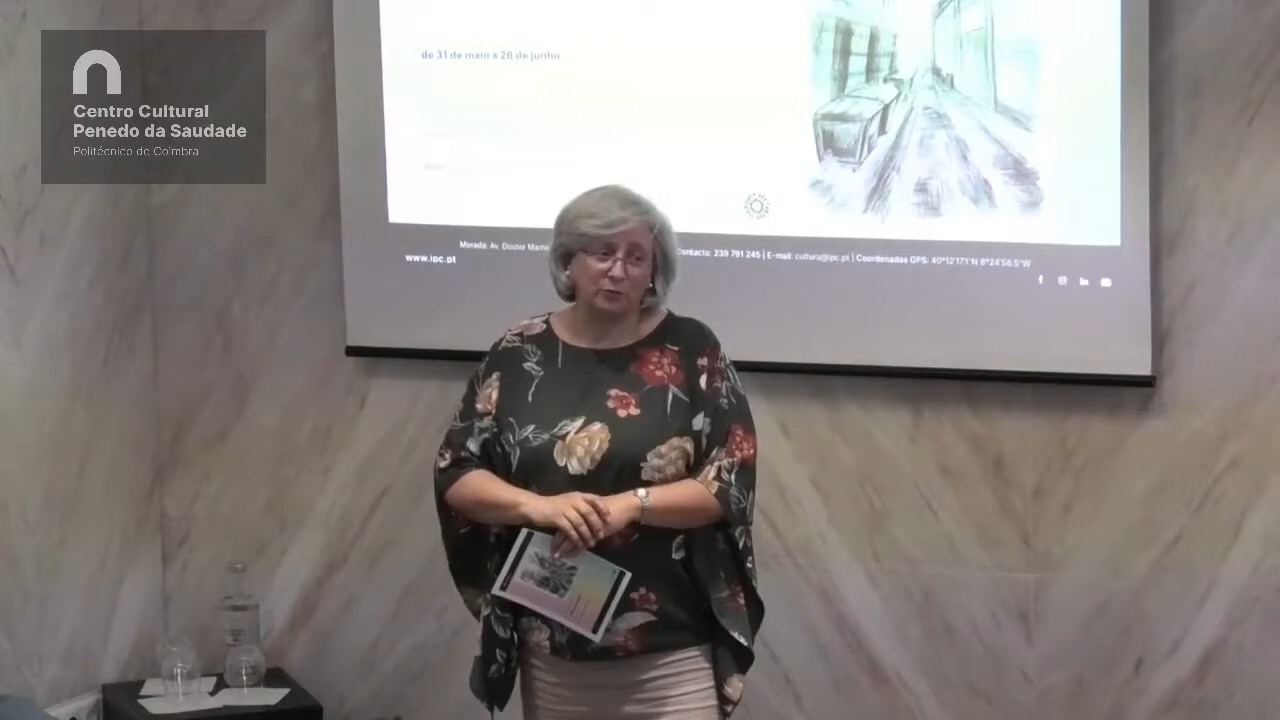 Centro Cultural
Penedo da Saudade
Politécnico de Coimbra
de 31 de maio a 26 de junho
Morada: Av. Doutor
Contacto: 239 791 245 | E-mail: cultura@ipc.pt | Coordenadas GPS: 40°12'17.1"N 8°24'56.5"W
www.ipc.pt